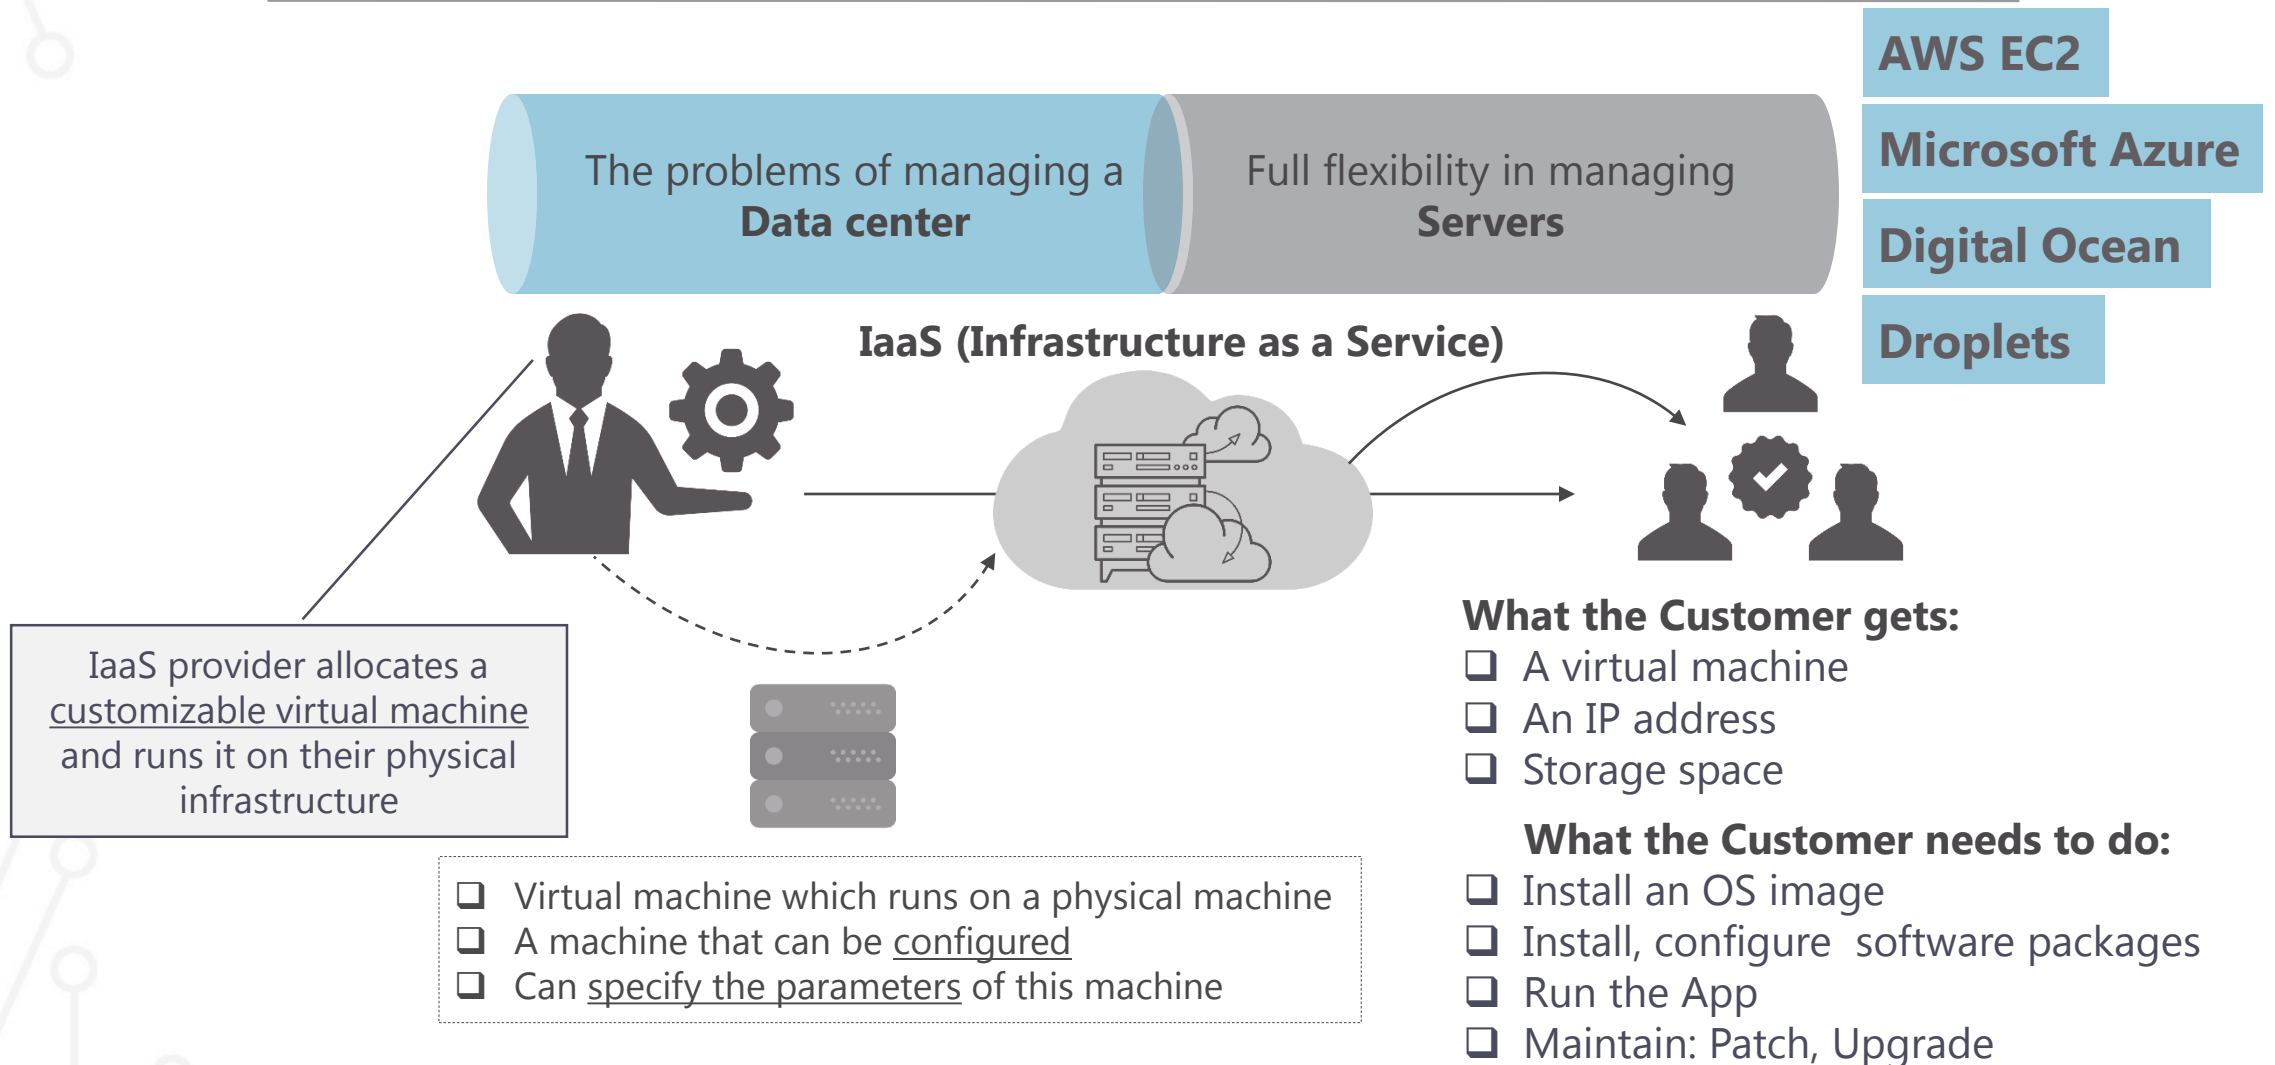 AWS EC2
Microsoft Azure
Digital Ocean
Droplets
The problems of managing a
Data center
Full flexibility in managing
Servers
IaaS (Infrastructure as a Service)
IaaS provider allocates a
customizable virtual machine
and runs it on their physical
infrastructure
❑ Virtual machine which runs on a physical machine
❑ A machine that can be configured
❑ Can specify the parameters of this machine
What the Customer gets:
❑ A virtual machine
❑ An IP address
❑ Storage space
What the Customer needs to do:
❑ Install an OS image
❑ Install, configure  software packages
❑ Run the App
❑ Maintain: Patch, Upgrade